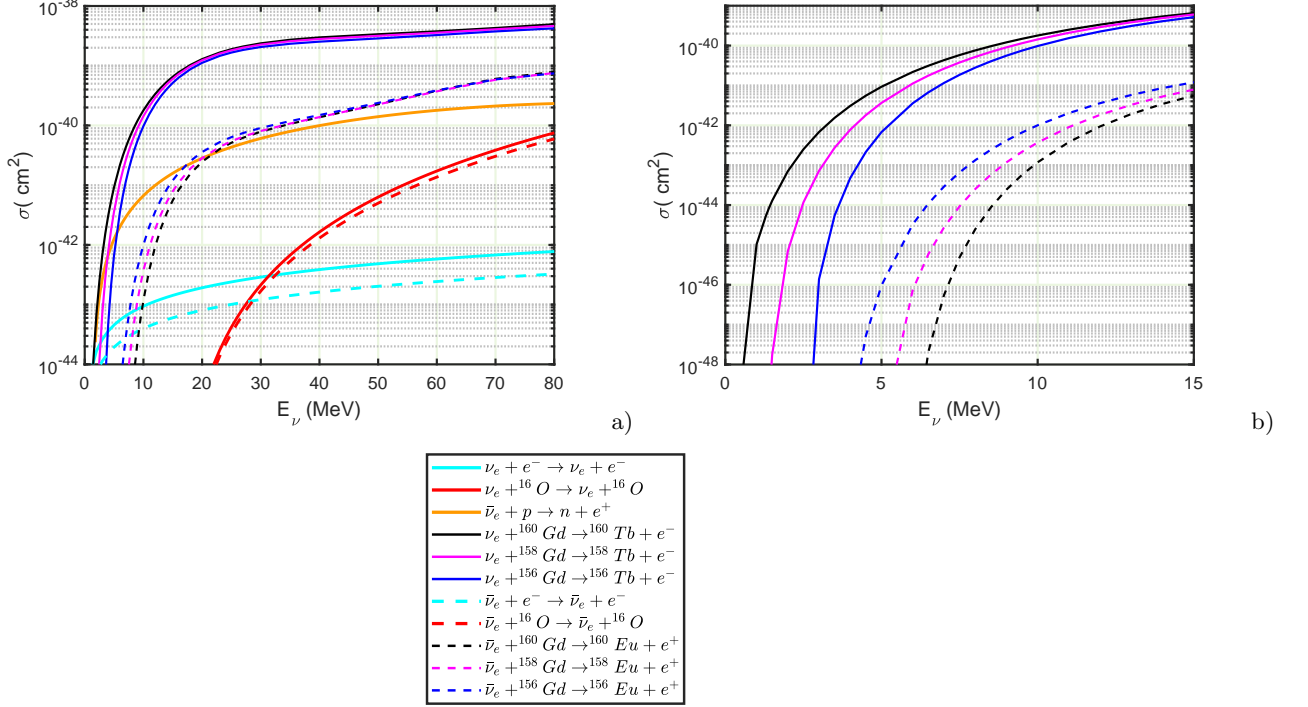 10^-38
10^-40
10^-42
10^-44
σ( cm^2)
0 10 20 30 40 50 60 70 80
E_ν (MeV)
a)
10^-40
10^-42
10^-44
10^-46
10^-48
σ( cm^2)
0 5 10 15
E_ν (MeV)
b)
ν_e + e^- → ν_e + e^-
ν_e +^16 O → ν_e +^16 O
ν̄_e + p → n + e^+
ν_e +^160 Gd →^160 Tb + e^-
ν_e +^158 Gd →^158 Tb + e^-
ν_e +^156 Gd →^156 Tb + e^-
ν̄_e + e^- → ν̄_e + e^-
ν̄_e +^16 O → ν̄_e +^16 O
ν̄_e +^160 Gd →^160 Eu + e^+
ν̄_e +^158 Gd →^158 Eu + e^+
ν̄_e +^156 Gd →^156 Eu + e^+